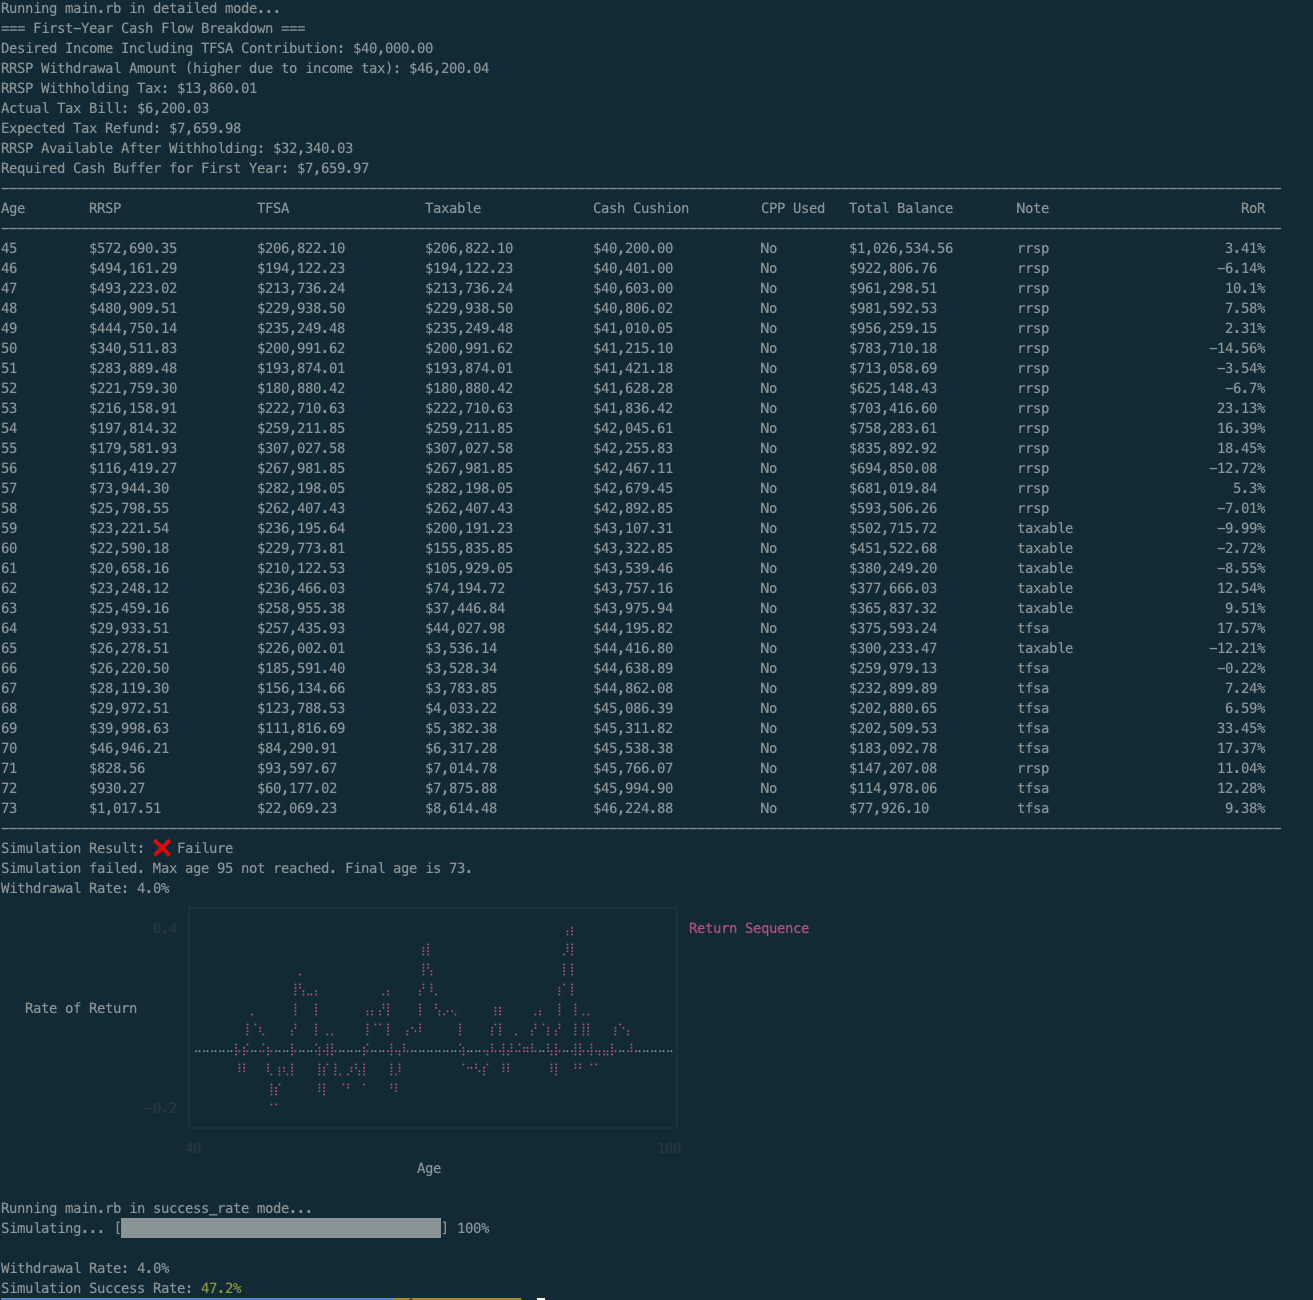 Running main.rb in detailed mode...
=== First-Year Cash Flow Breakdown ===
Desired Income Including TFSA Contribution: $40,000.00
RRSP Withdrawal Amount (higher due to income tax): $46,200.04
RRSP Withholding Tax: $13,860.01
Actual Tax Bill: $6,200.03
Expected Tax Refund: $7,659.98
RRSP Available After Withholding: $32,340.03
Required Cash Buffer for First Year: $7,659.97
Age RRSP TFSA Taxable Cash Cushion CPP Used Total Balance Note RoR
45 $572,690.35 $206,822.10 $206,822.10 $40,200.00 No $1,026,534.56 rrsp 3.41%
46 $494,161.29 $194,122.23 $194,122.23 $40,401.00 No $922,806.76 rrsp -6.14%
47 $493,223.02 $213,736.24 $213,736.24 $40,603.00 No $961,298.51 rrsp 10.1%
48 $480,909.51 $229,938.50 $229,938.50 $40,806.02 No $981,592.53 rrsp 7.58%
49 $444,750.14 $235,249.48 $235,249.48 $41,010.05 No $956,259.15 rrsp 2.31%
50 $340,511.83 $200,991.62 $200,991.62 $41,215.10 No $783,710.18 rrsp -14.56%
51 $283,889.48 $193,874.01 $193,874.01 $41,421.18 No $713,058.69 rrsp -3.54%
52 $221,759.30 $180,880.42 $180,880.42 $41,628.28 No $625,148.43 rrsp -6.7%
53 $216,158.91 $222,710.63 $222,710.63 $41,836.42 No $703,416.60 rrsp 23.13%
54 $197,814.32 $259,211.85 $259,211.85 $42,045.61 No $758,283.61 rrsp 16.39%
55 $179,581.93 $307,027.58 $307,027.58 $42,255.83 No $835,892.92 rrsp 18.45%
56 $116,419.27 $267,981.85 $267,981.85 $42,467.11 No $694,850.08 rrsp -12.72%
57 $73,944.30 $282,198.05 $282,198.05 $42,679.45 No $681,019.84 rrsp 5.3%
58 $25,798.55 $262,407.43 $262,407.43 $42,892.85 No $593,506.26 rrsp -7.01%
59 $23,221.54 $236,195.64 $200,191.23 $43,107.31 No $502,715.72 taxable -9.99%
60 $22,590.18 $229,773.81 $155,835.85 $43,322.85 No $451,522.68 taxable -2.72%
61 $20,658.16 $210,122.53 $105,929.05 $43,539.46 No $380,249.20 taxable -8.55%
62 $23,248.12 $236,466.03 $74,194.72 $43,757.16 No $377,666.03 taxable 12.54%
63 $25,459.16 $258,955.38 $37,446.84 $43,975.94 No $365,837.32 taxable 9.51%
64 $29,933.51 $257,435.93 $44,027.98 $44,195.82 No $375,593.24 tfsa 17.57%
65 $26,278.51 $226,002.01 $3,536.14 $44,416.80 No $300,233.47 taxable -12.21%
66 $26,220.50 $185,591.40 $3,528.34 $44,638.89 No $259,979.13 tfsa -0.22%
67 $28,119.30 $156,134.66 $3,783.85 $44,862.08 No $232,899.89 tfsa 7.24%
68 $29,972.51 $123,788.53 $4,033.22 $45,086.39 No $202,880.65 tfsa 6.59%
69 $39,998.63 $111,816.69 $5,382.38 $45,311.82 No $202,509.53 tfsa 33.45%
70 $46,946.21 $84,290.91 $6,317.28 $45,538.38 No $183,092.78 tfsa 17.37%
71 $828.56 $93,597.67 $7,014.78 $45,766.07 No $147,207.08 rrsp 11.04%
72 $930.27 $60,177.02 $7,875.88 $45,994.90 No $114,978.06 tfsa 12.28%
73 $1,017.51 $22,069.23 $8,614.48 $46,224.88 No $77,926.10 tfsa 9.38%
Simulation Result: ❌ Failure
Simulation failed. Max age 95 not reached. Final age is 73.
Withdrawal Rate: 4.0%
0.4 Return Sequence
Rate of Return
-0.2
40 100
Age
Running main.rb in success_rate mode...
Simulating... [ ] 100%
Withdrawal Rate: 4.0%
Simulation Success Rate: 47.2%